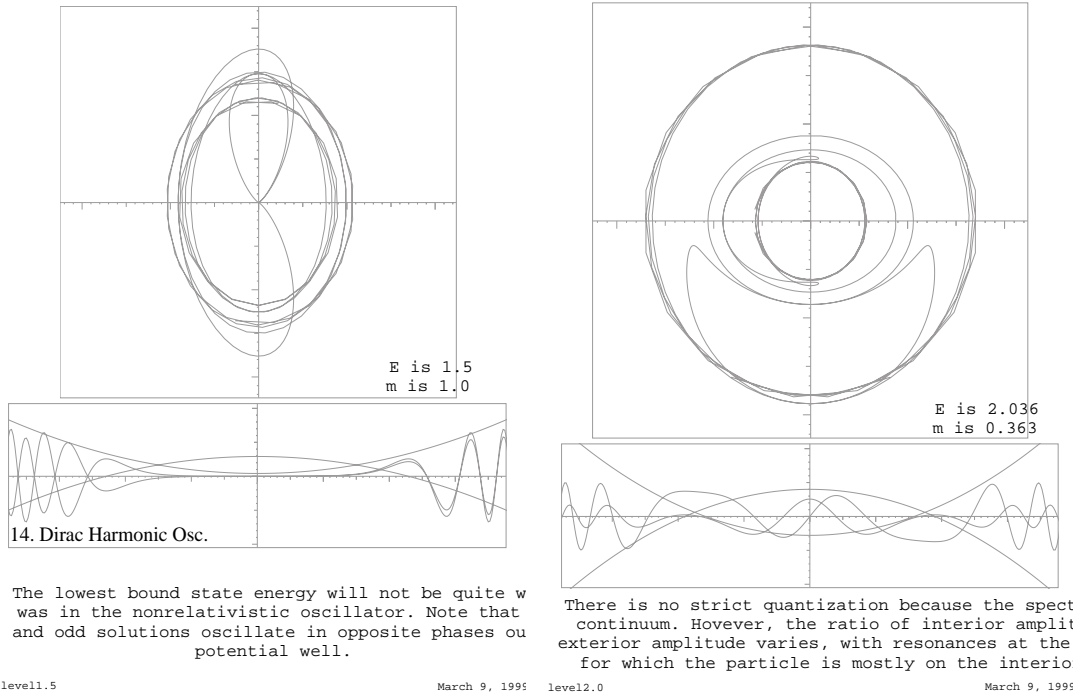 E is 1.5
m is 1.0
14. Dirac Harmonic Osc.
The lowest bound state energy will not be quite w
was in the nonrelativistic oscillator. Note that
and odd solutions oscillate in opposite phases ou
potential well.
level1.5
March 9, 1999
E is 2.036
m is 0.363
There is no strict quantization because the spect
continuum. Hovever, the ratio of interior amplit
exterior amplitude varies, with resonances at the
for which the particle is mostly on the interio
level2.0
March 9, 1999